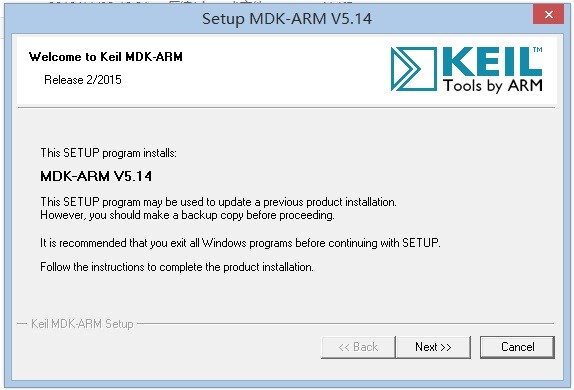 Setup MDK-ARM V5.14
Welcome to Keil MDK-ARM
Release 2/2015
KEIL™
Tools by ARM
This SETUP program installs:
MDK-ARM V5.14
This SETUP program may be used to update a previous product installation.
However, you should make a backup copy before proceeding.
It is recommended that you exit all Windows programs before continuing with SETUP.
Follow the instructions to complete the product installation.
Keil MDK-ARM Setup
<< Back
Next >>
Cancel